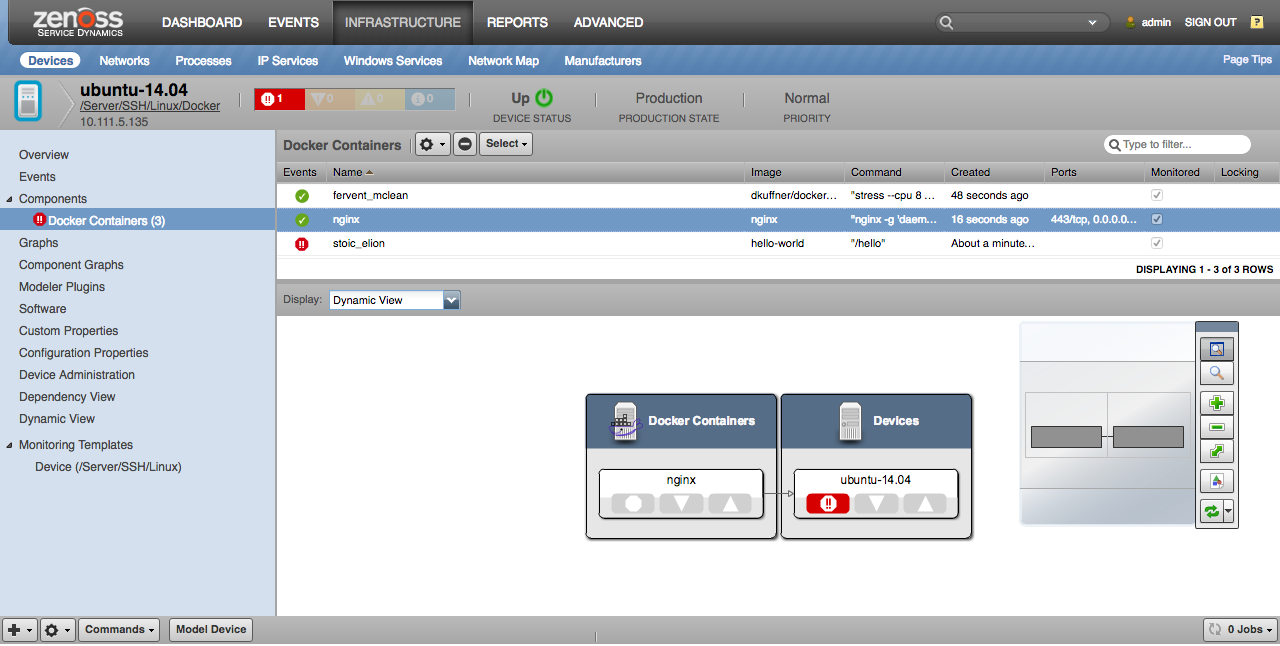 zenoss
SERVICE DYNAMICS
DASHBOARD EVENTS INFRASTRUCTURE REPORTS ADVANCED
admin SIGN OUT ?
Devices Networks Processes IP Services Windows Services Network Map Manufacturers
Page Tips
ubuntu-14.04
/Server/SSH/Linux/Docker
10.111.5.135
1 0 0 0
Up
DEVICE STATUS
Production
PRODUCTION STATE
Normal
PRIORITY
Overview
Events
Components
Docker Containers (3)
Graphs
Component Graphs
Modeler Plugins
Software
Custom Properties
Configuration Properties
Device Administration
Dependency View
Dynamic View
Monitoring Templates
Device (/Server/SSH/Linux)
Docker Containers Select Type to filter...
Events Name Image Command Created Ports Monitored Locking
fervent_mclean dkuffner/docker... "stress --cpu 8 ... 48 seconds ago
nginx nginx "nginx -g 'daem... 16 seconds ago 443/tcp, 0.0.0.0...
stoic_elion hello-world "/hello" About a minute...
DISPLAYING 1 - 3 of 3 ROWS
Display: Dynamic View
Docker Containers
nginx
Devices
ubuntu-14.04
Commands Model Device 0 Jobs